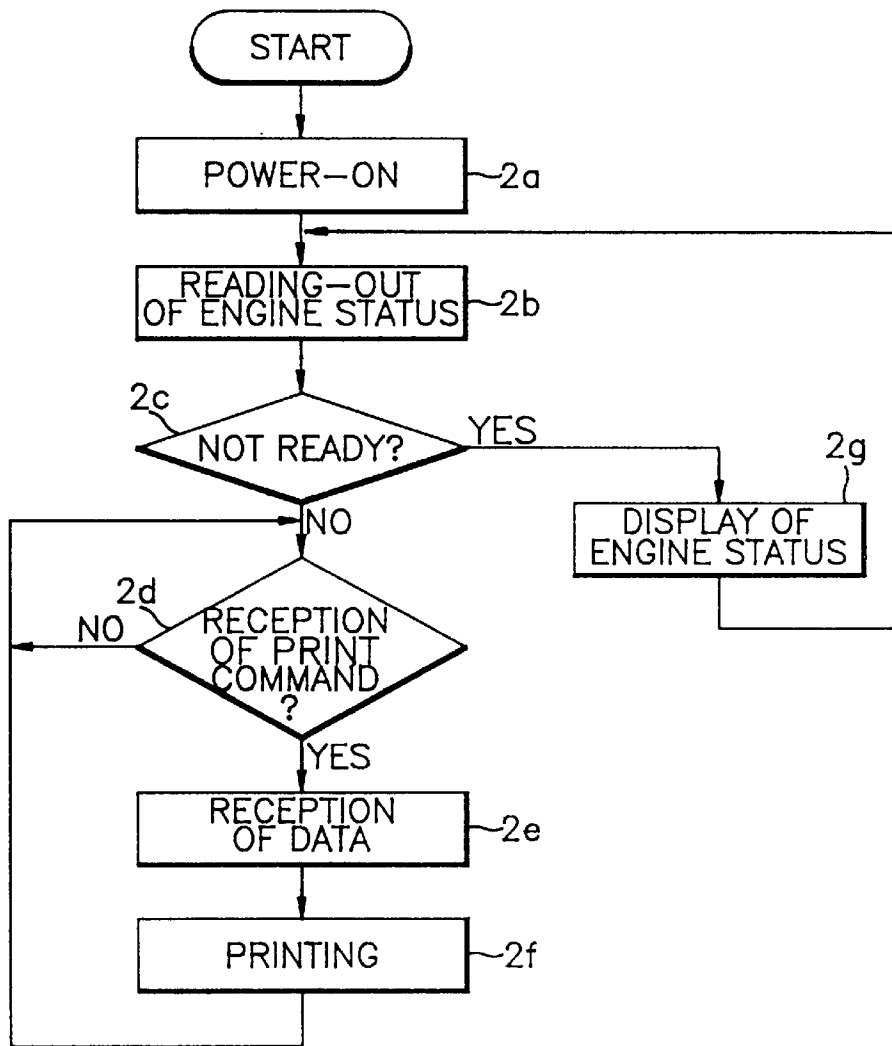 START
POWER-ON
2a
READING-OUT
OF ENGINE STATUS
2b
2c
NOT READY?
YES
NO
2g
DISPLAY OF
ENGINE STATUS
2d
NO
RECEPTION
OF PRINT
COMMAND
?
YES
RECEPTION
OF DATA
2e
PRINTING
2f